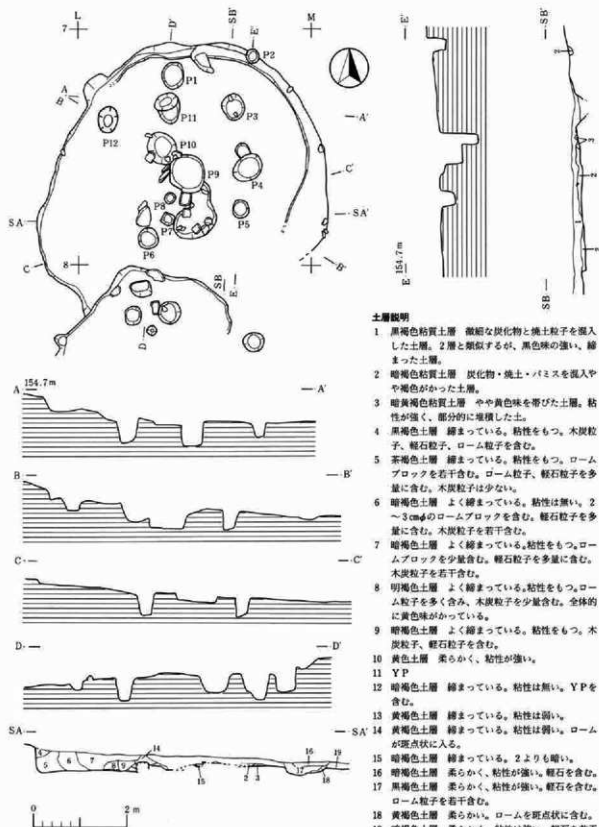 L
D'
SB'
E'
M
7
P2
A
B
P1
P11
P3
A'
P12
P10
P9
P4
C'
SA
P8
P7
P5
SA'
P6
C
8
SB
E
B'
D
E'
E 154.7m
SB'
3
3
2
1
2
SB
A 154.7m A'
B B'
C C'
D D'
SA SA'
4 5 6 7 8 9 14 15 2 3 16 17 18 19
0 2m
土層説明
1 黒褐色粘質土層 微細な炭化物と焼土粒子を混入
した土層。2層と類似するが、黒色味の強い、締
まった土層。
2 暗褐色粘質土層 炭化物・焼土・パミスを混入や
や褐色がかった土層。
3 暗黄褐色粘質土層 やや黄色味を帯びた土層。粘
性が強く、部分的に堆積した土。
4 黒褐色土層 締まっている。粘性をもつ。木炭粒
子、軽石粒子、ローム粒子を含む。
5 茶褐色土層 締まっている。粘性をもつ。ローム
ブロックを若干含む。ローム粒子、軽石粒子を多
量に含む。木炭粒子は少ない。
6 暗褐色土層 よく締まっている。粘性は無い。2
〜3cmφのロームブロックを含む。軽石粒子を多
量に含む。木炭粒子を若干含む。
7 暗褐色土層 よく締まっている。粘性をもつ。ロー
ムブロックを少量含む。軽石粒子を多量に含む。
木炭粒子を若干含む。
8 明褐色土層 よく締まっている。粘性をもつ。ロー
ム粒子を多く含み、木炭粒子を少量含む。全体的
に黄色味がかっている。
9 暗褐色土層 よく締まっている。粘性をもつ。木
炭粒子、軽石粒子を含む。
10 黄色土層 柔らかく、粘性が強い。
11 YP
12 暗褐色土層 締まっている。粘性は無い。YPを
含む。
13 黄褐色土層 締まっている。粘性は弱い。
14 黄褐色土層 締まっている。粘性は弱い。ローム
が斑点状に入る。
15 暗褐色土層 締まっている。2よりも暗い。
16 暗褐色土層 柔らかく、粘性が強い。軽石を含む。
17 黒褐色土層 柔らかく、粘性が強い。軽石を含む。
ローム粒子を若干含む。
18 黄褐色土層 柔らかい。ロームを斑点状に含む。